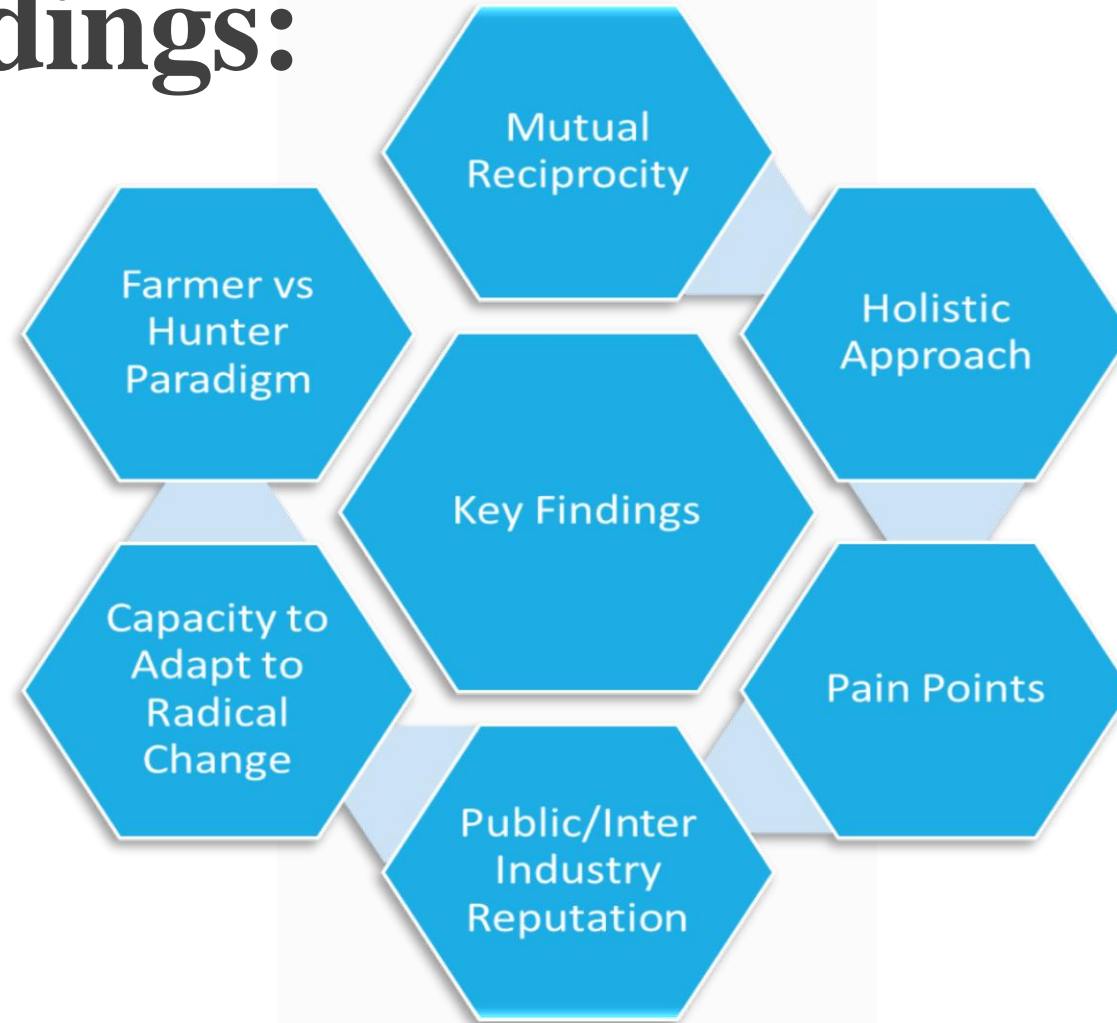 dings:
Mutual
Reciprocity
Holistic
Approach
Pain Points
Public/Inter
Industry
Reputation
Capacity to
Adapt to
Radical
Change
Farmer vs
Hunter
Paradigm
Key Findings